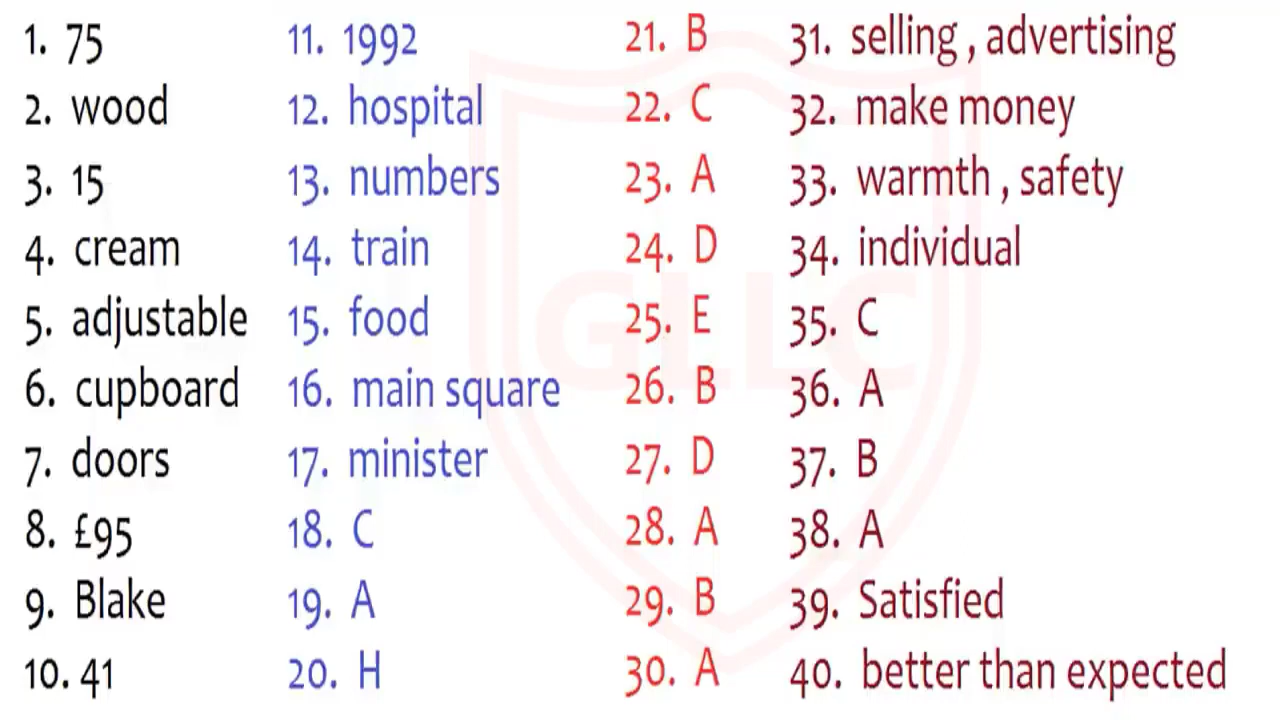 1. 75
2. wood
3. 15
4. cream
5. adjustable
6. cupboard
7. doors
8. £95
9. Blake
10. 41
11. 1992
12. hospital
13. numbers
14. train
15. food
16. main square
17. minister
18. C
19. A
20. H
21. B
22. C
23. A
24. D
25. E
26. B
27. D
28. A
29. B
30. A
31. selling , advertising
32. make money
33. warmth , safety
34. individual
35. C
36. A
37. B
38. A
39. Satisfied
40. better than expected
GLLC